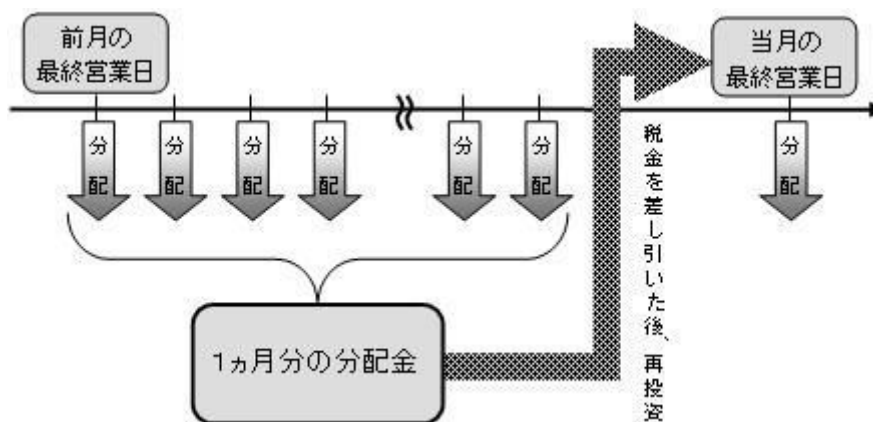 前月の
最終営業日
当月の
最終営業日
分配
分配
分配
分配
分配
分配
分配
税金を差し引いた後、再投資
1ヵ月分の分配金